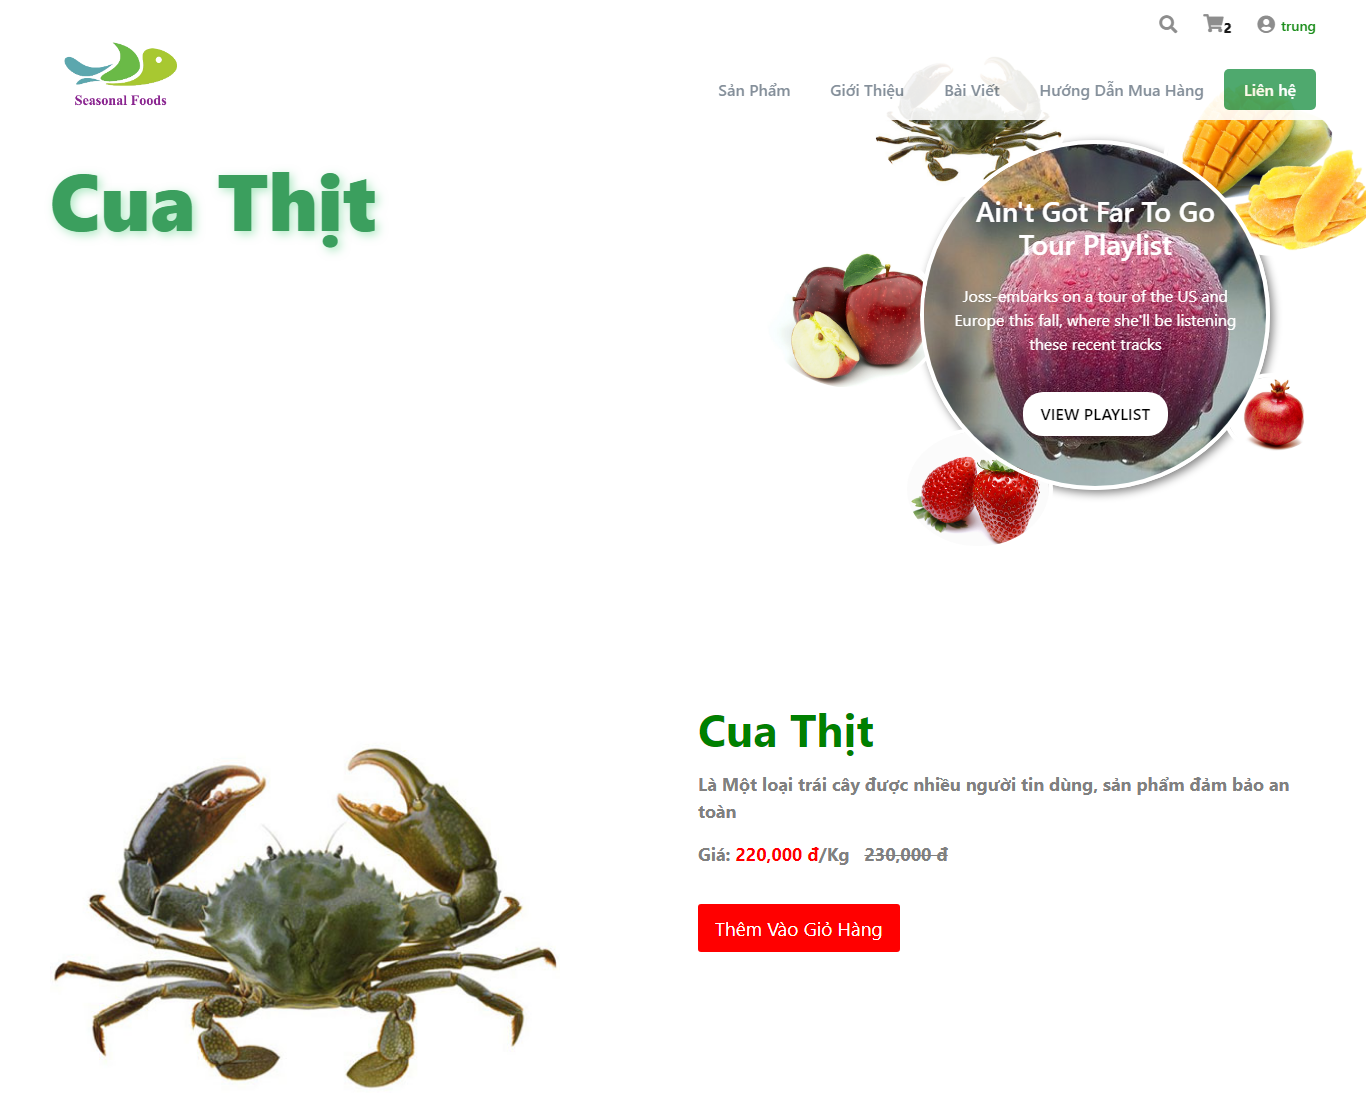 2
trung
Seasonal Foods
Sản Phẩm
Giới Thiệu
Bài Viết
Hướng Dẫn Mua Hàng
Liên hệ
Cua Thịt
Ain't Got Far To Go
Tour Playlist
Joss-embarks on a tour of the US and
Europe this fall, where she'll be listening
these recent tracks
VIEW PLAYLIST
Cua Thịt
Là Một loại trái cây được nhiều người tin dùng, sản phẩm đảm bảo an
toàn
Giá: 220,000 đ/Kg 230,000 đ
Thêm Vào Giỏ Hàng